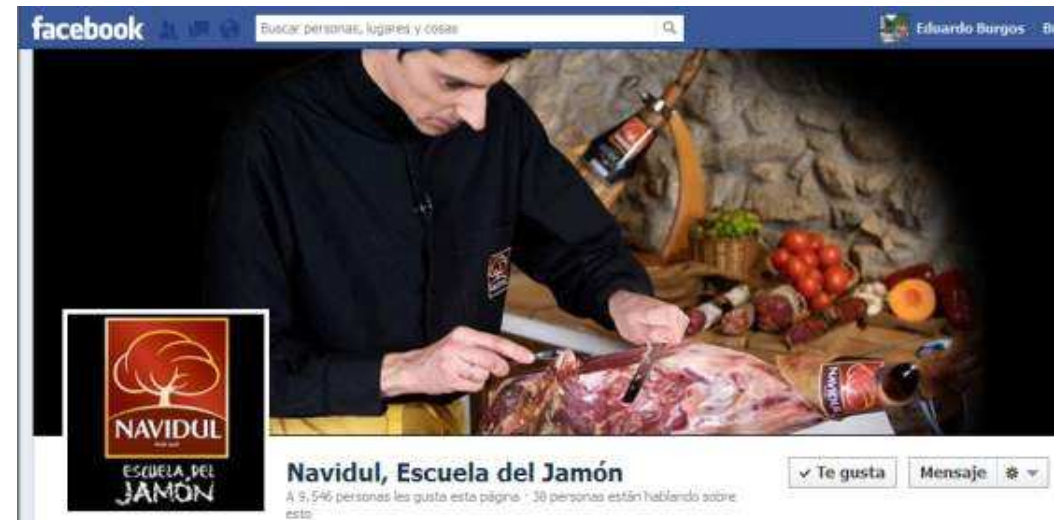 facebook
Buscar personas, lugares y cosas
Eduardo Burgos
NAVIDUL
ESCUELA DEL
JAMÓN
NAVIDUL
Navidul, Escuela del Jamón
✓ Te gusta
Mensaje
A 9.546 personas les gusta esta página · 38 personas están hablando sobre
esto